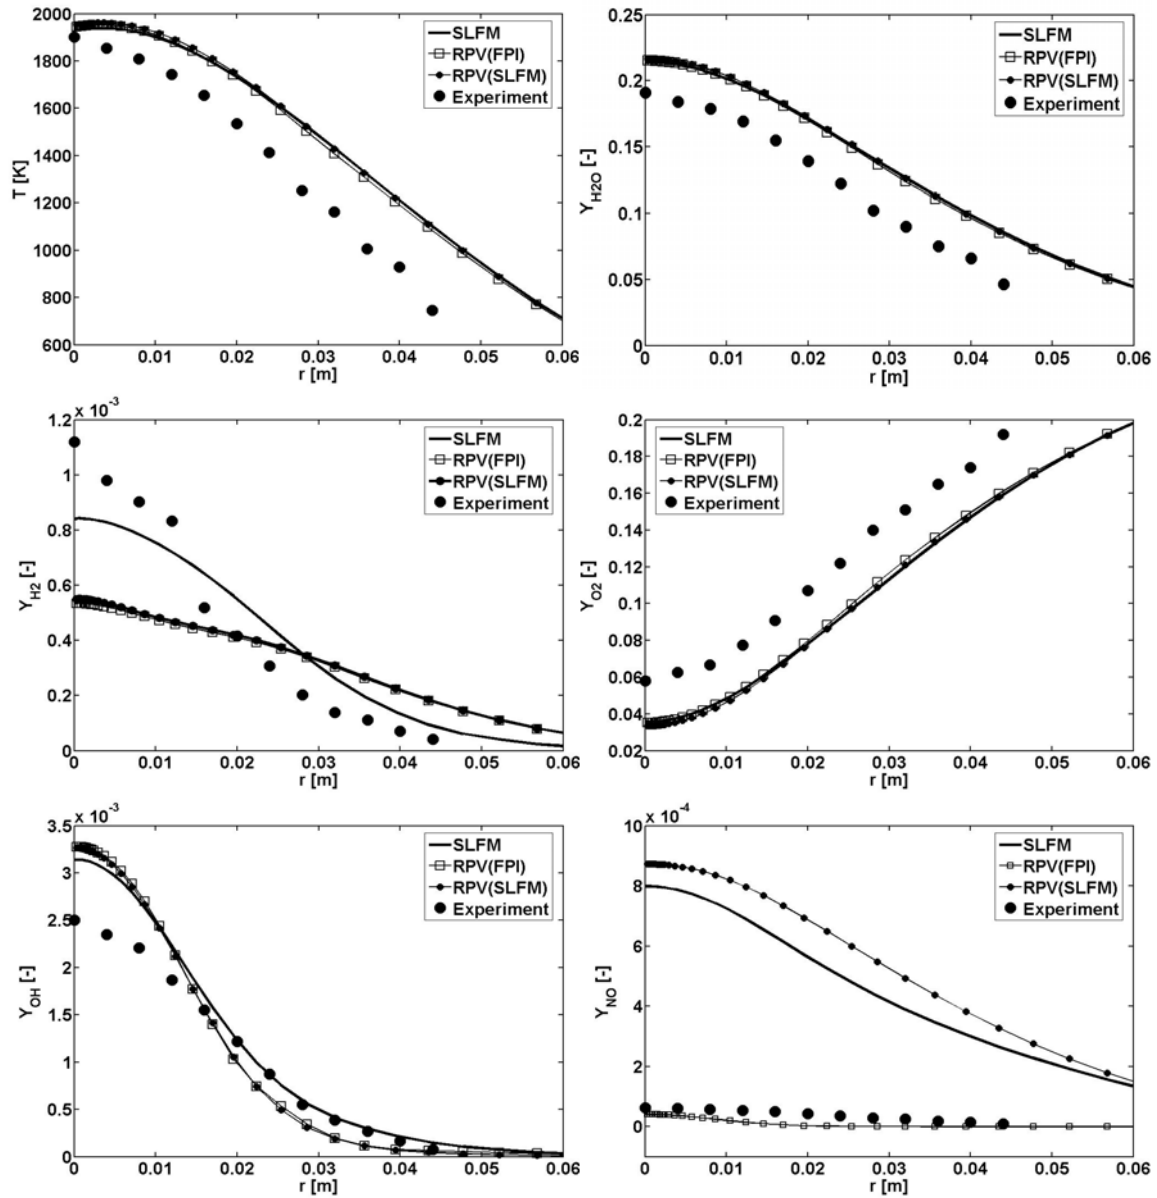 2000
1800
1600
1400
1200
1000
800
600
T [K]
SLFM
RPV(FPI)
RPV(SLFM)
Experiment
0 0.01 0.02 0.03 0.04 0.05 0.06
r [m]
0.25
0.2
0.15
0.1
0.05
0
Y_H2O [-]
SLFM
RPV(FPI)
RPV(SLFM)
Experiment
0 0.01 0.02 0.03 0.04 0.05 0.06
r [m]
x 10^-3
1.2
1
0.8
0.6
0.4
0.2
0
Y_H2 [-]
SLFM
RPV(FPI)
RPV(SLFM)
Experiment
0 0.01 0.02 0.03 0.04 0.05 0.06
r [m]
0.2
0.18
0.16
0.14
0.12
0.1
0.08
0.06
0.04
0.02
Y_O2 [-]
SLFM
RPV(FPI)
RPV(SLFM)
Experiment
0 0.01 0.02 0.03 0.04 0.05 0.06
r [m]
x 10^-3
3.5
3
2.5
2
1.5
1
0.5
0
Y_OH [-]
SLFM
RPV(FPI)
RPV(SLFM)
Experiment
0 0.01 0.02 0.03 0.04 0.05 0.06
r [m]
x 10^-4
10
8
6
4
2
0
Y_NO [-]
SLFM
RPV(FPI)
RPV(SLFM)
Experiment
0 0.01 0.02 0.03 0.04 0.05 0.06
r [m]